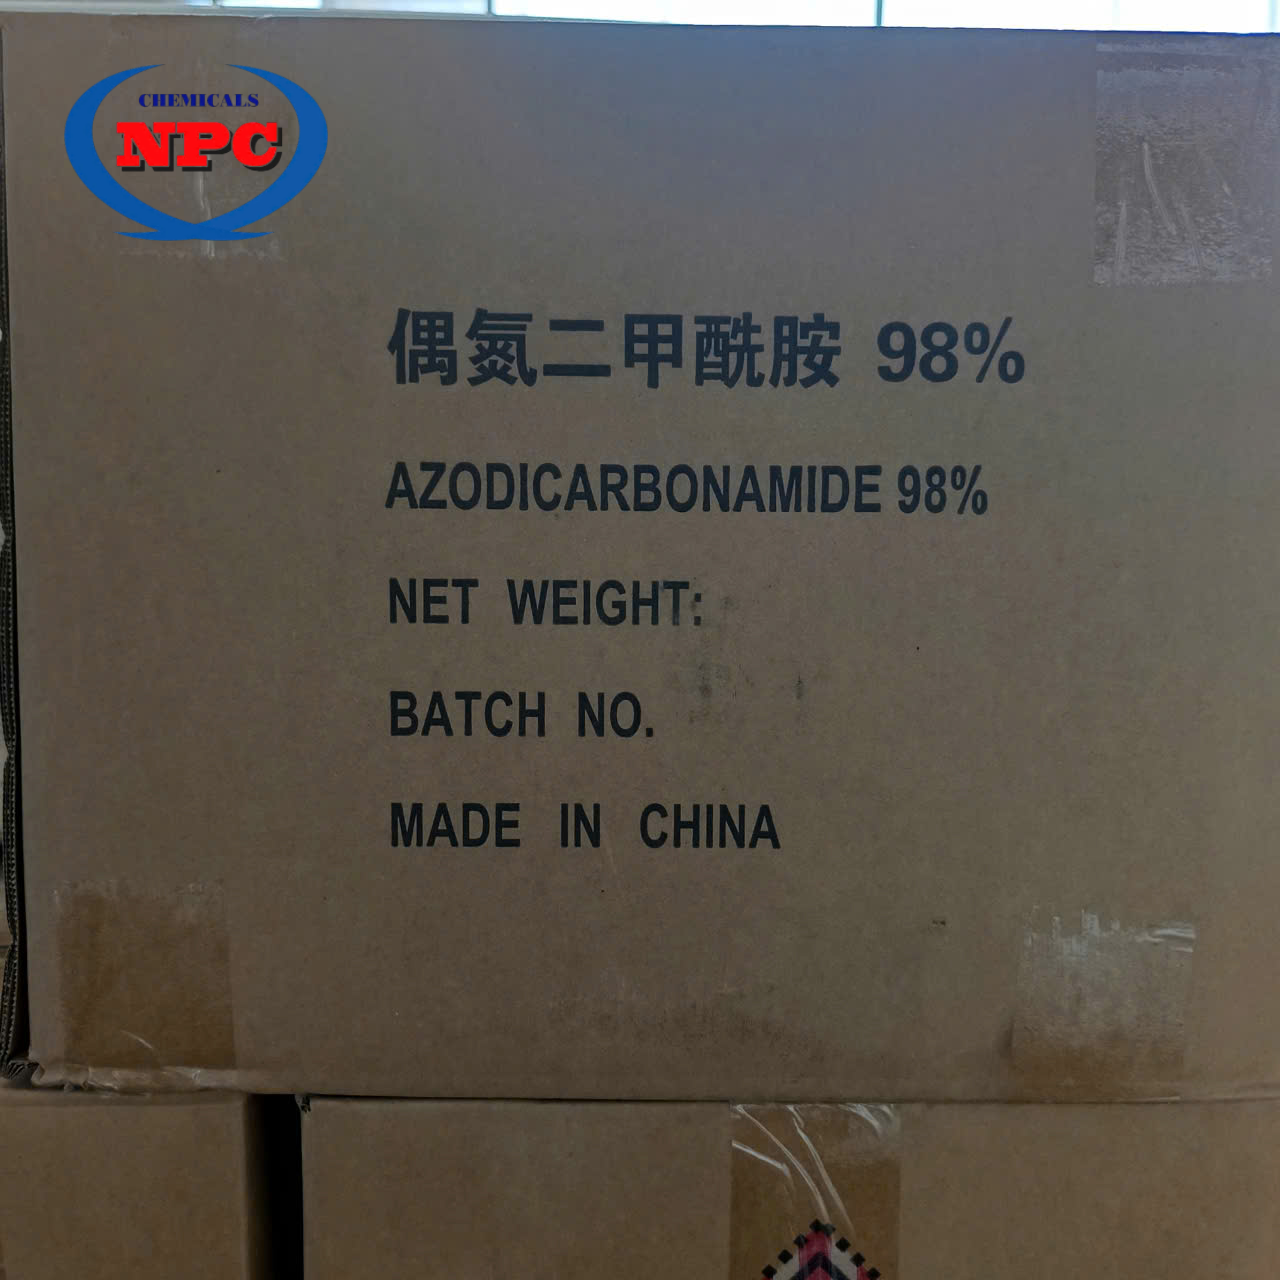 CHEMICALS
NPC
偶氮二甲酰胺 98%
AZODICARBONAMIDE 98%
NET WEIGHT:
BATCH NO.
MADE IN CHINA